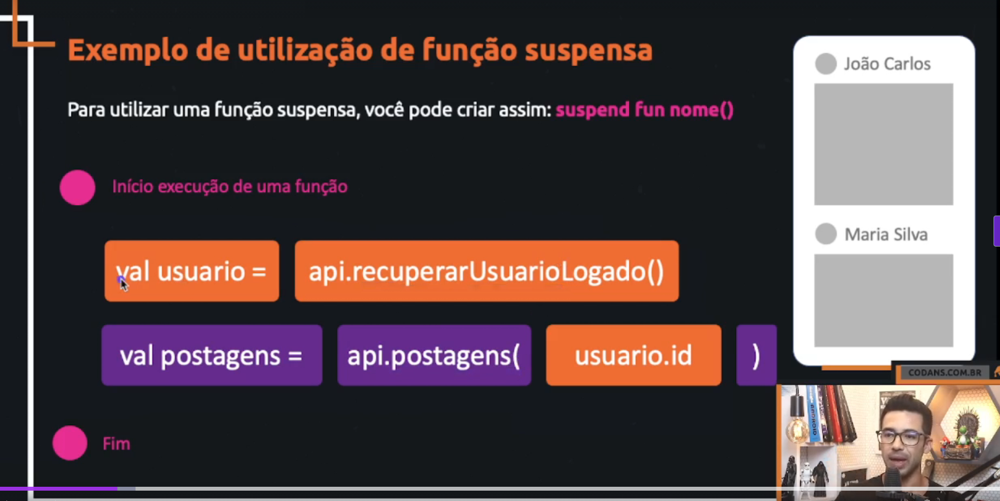 Exemplo de utilização de função suspensa
Para utilizar uma função suspensa, você pode criar assim: suspend fun nome()
Início execução de uma função
val usuario = api.recuperarUsuarioLogado()
val postagens = api.postagens( usuario.id )
Fim
João Carlos
Maria Silva
CODANS.COM.BR
ANDROID